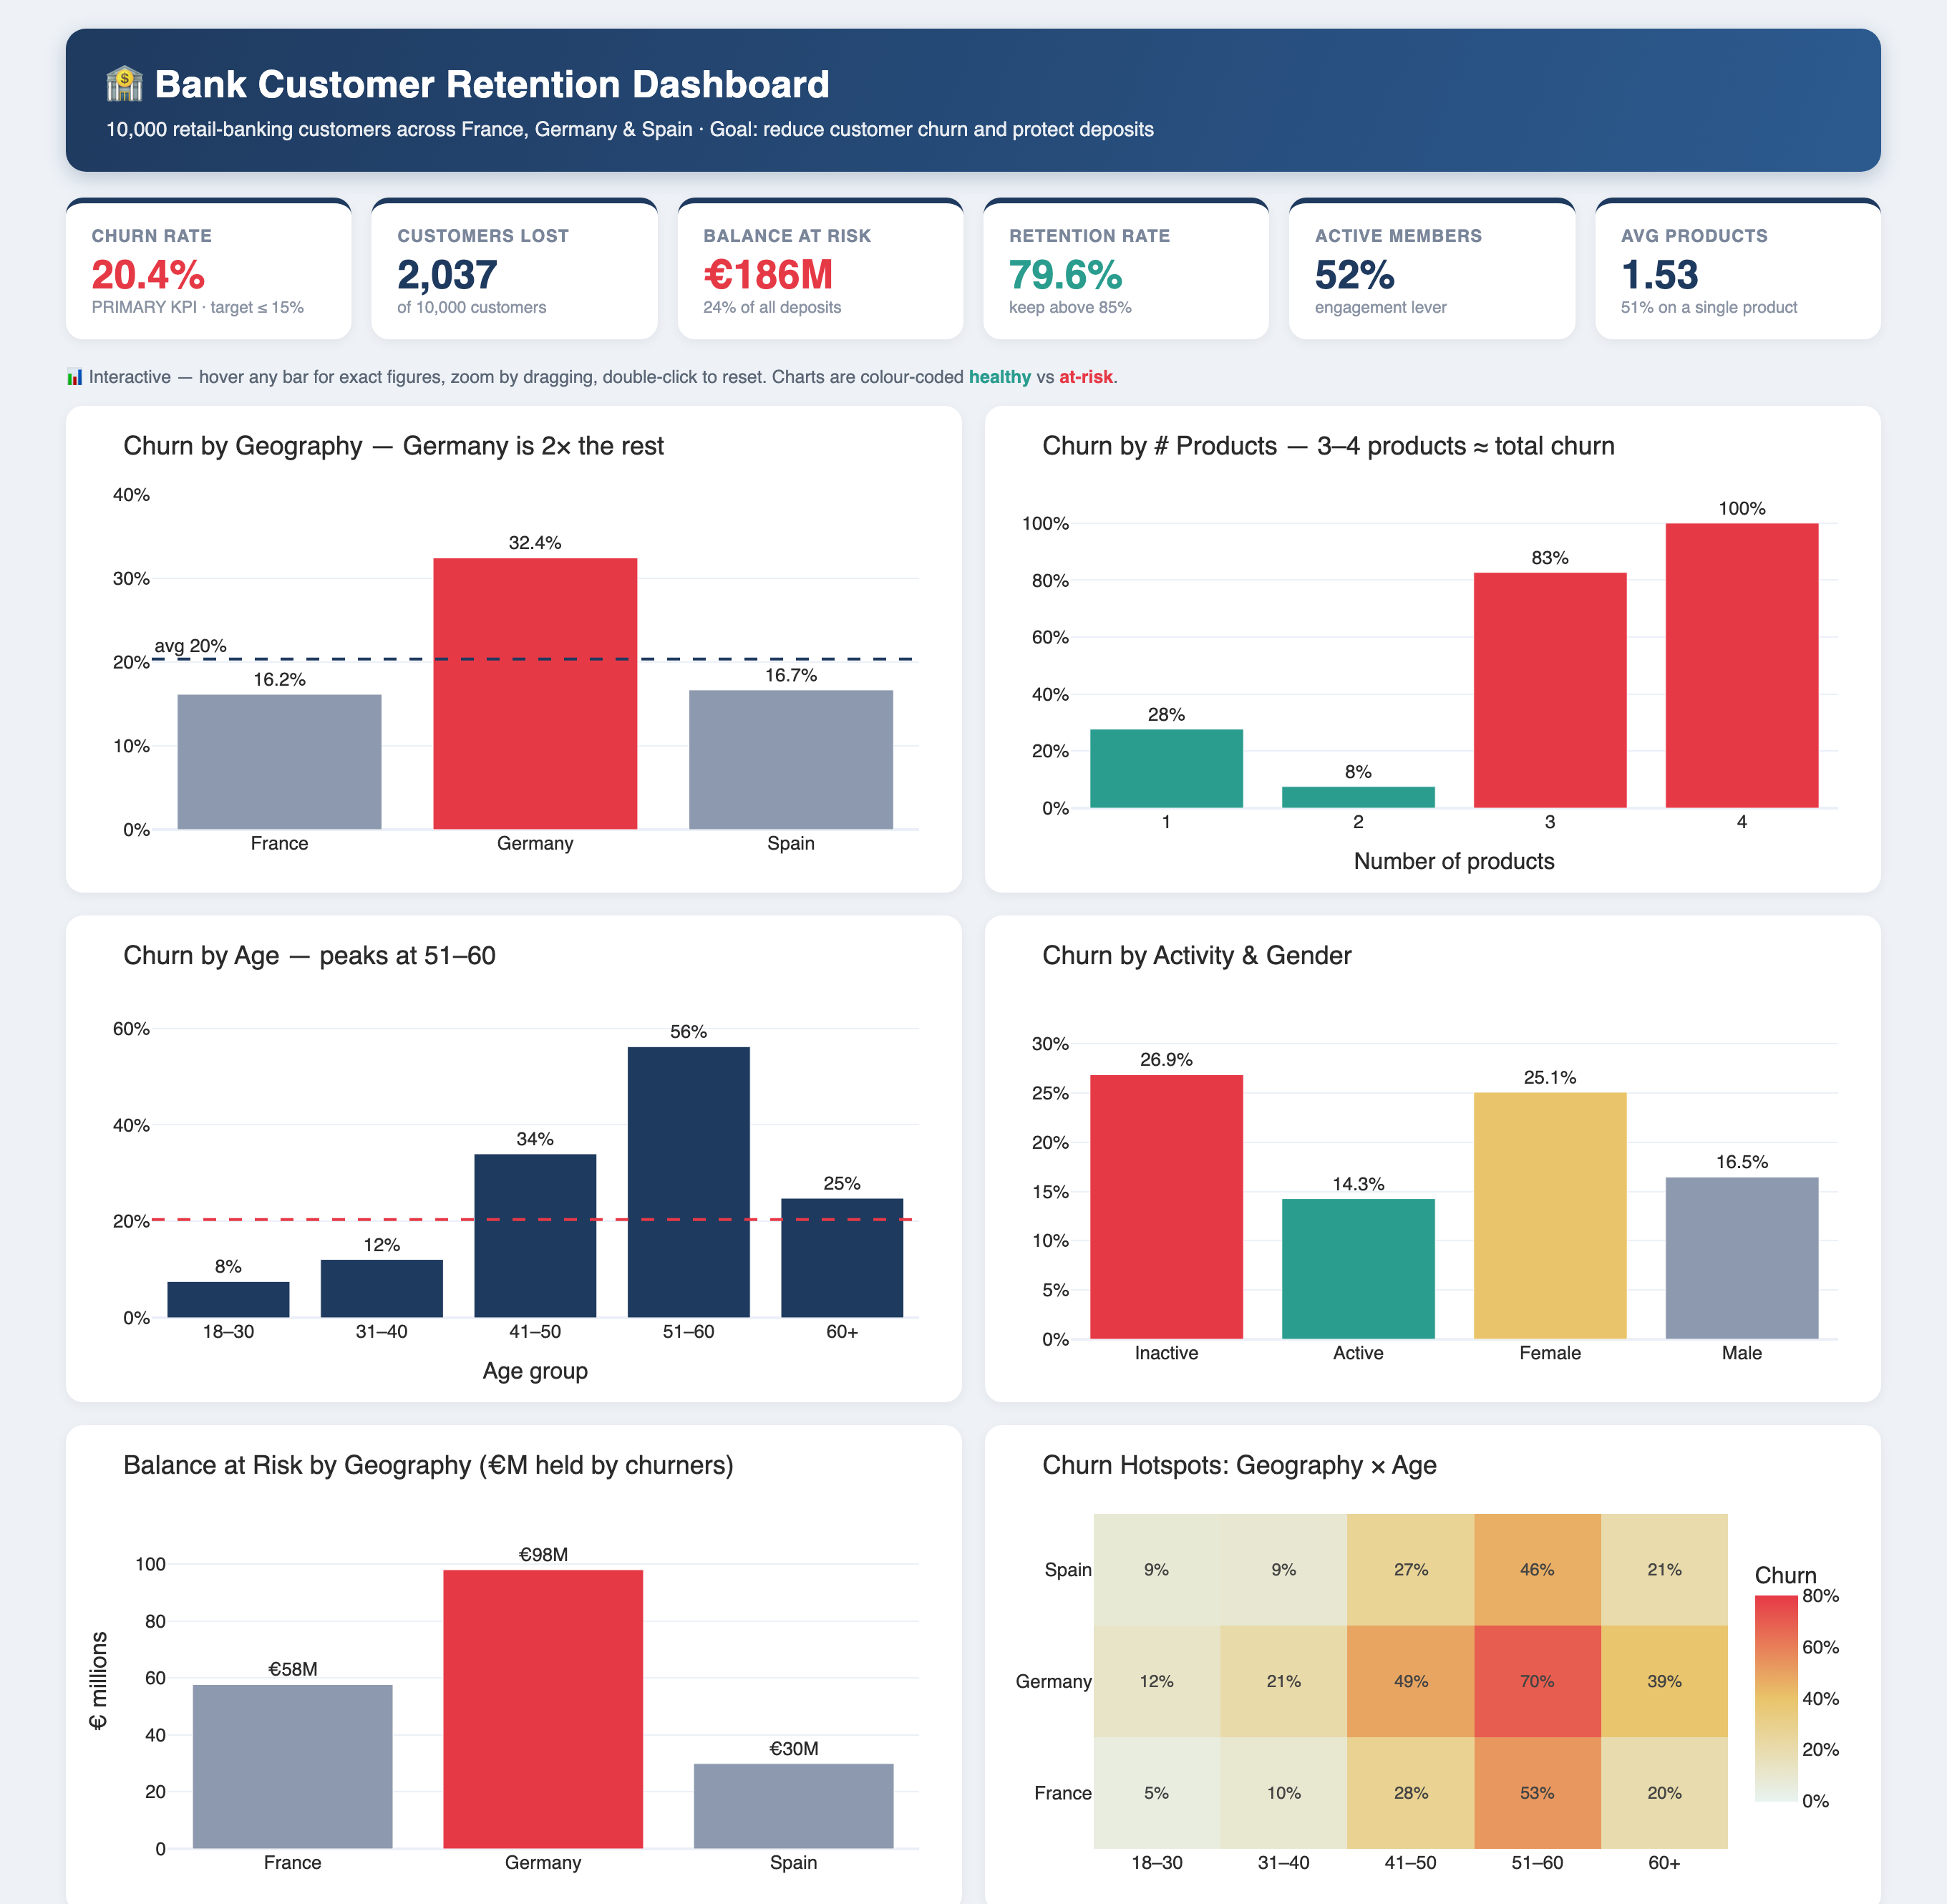 Bank Customer Retention Dashboard
10,000 retail-banking customers across France, Germany & Spain · Goal: reduce customer churn and protect deposits
CHURN RATE
20.4%
PRIMARY KPI · target ≤ 15%
CUSTOMERS LOST
2,037
of 10,000 customers
BALANCE AT RISK
€186M
24% of all deposits
RETENTION RATE
79.6%
keep above 85%
ACTIVE MEMBERS
52%
engagement lever
AVG PRODUCTS
1.53
51% on a single product
Interactive — hover any bar for exact figures, zoom by dragging, double-click to reset. Charts are colour-coded healthy vs at-risk.
Churn by Geography — Germany is 2× the rest
40%
30%
20%
10%
0%
avg 20%
16.2%
32.4%
16.7%
France
Germany
Spain
Churn by # Products — 3–4 products ≈ total churn
100%
80%
60%
40%
20%
0%
28%
8%
83%
100%
1
2
3
4
Number of products
Churn by Age — peaks at 51–60
60%
40%
20%
0%
8%
12%
34%
56%
25%
18–30
31–40
41–50
51–60
60+
Age group
Churn by Activity & Gender
30%
25%
20%
15%
10%
5%
0%
26.9%
14.3%
25.1%
16.5%
Inactive
Active
Female
Male
Balance at Risk by Geography (€M held by churners)
€ millions
100
80
60
40
20
0
€58M
€98M
€30M
France
Germany
Spain
Churn Hotspots: Geography × Age
Spain
9%
9%
27%
46%
21%
Germany
12%
21%
49%
70%
39%
France
5%
10%
28%
53%
20%
18–30
31–40
41–50
51–60
60+
Churn
80%
60%
40%
20%
0%